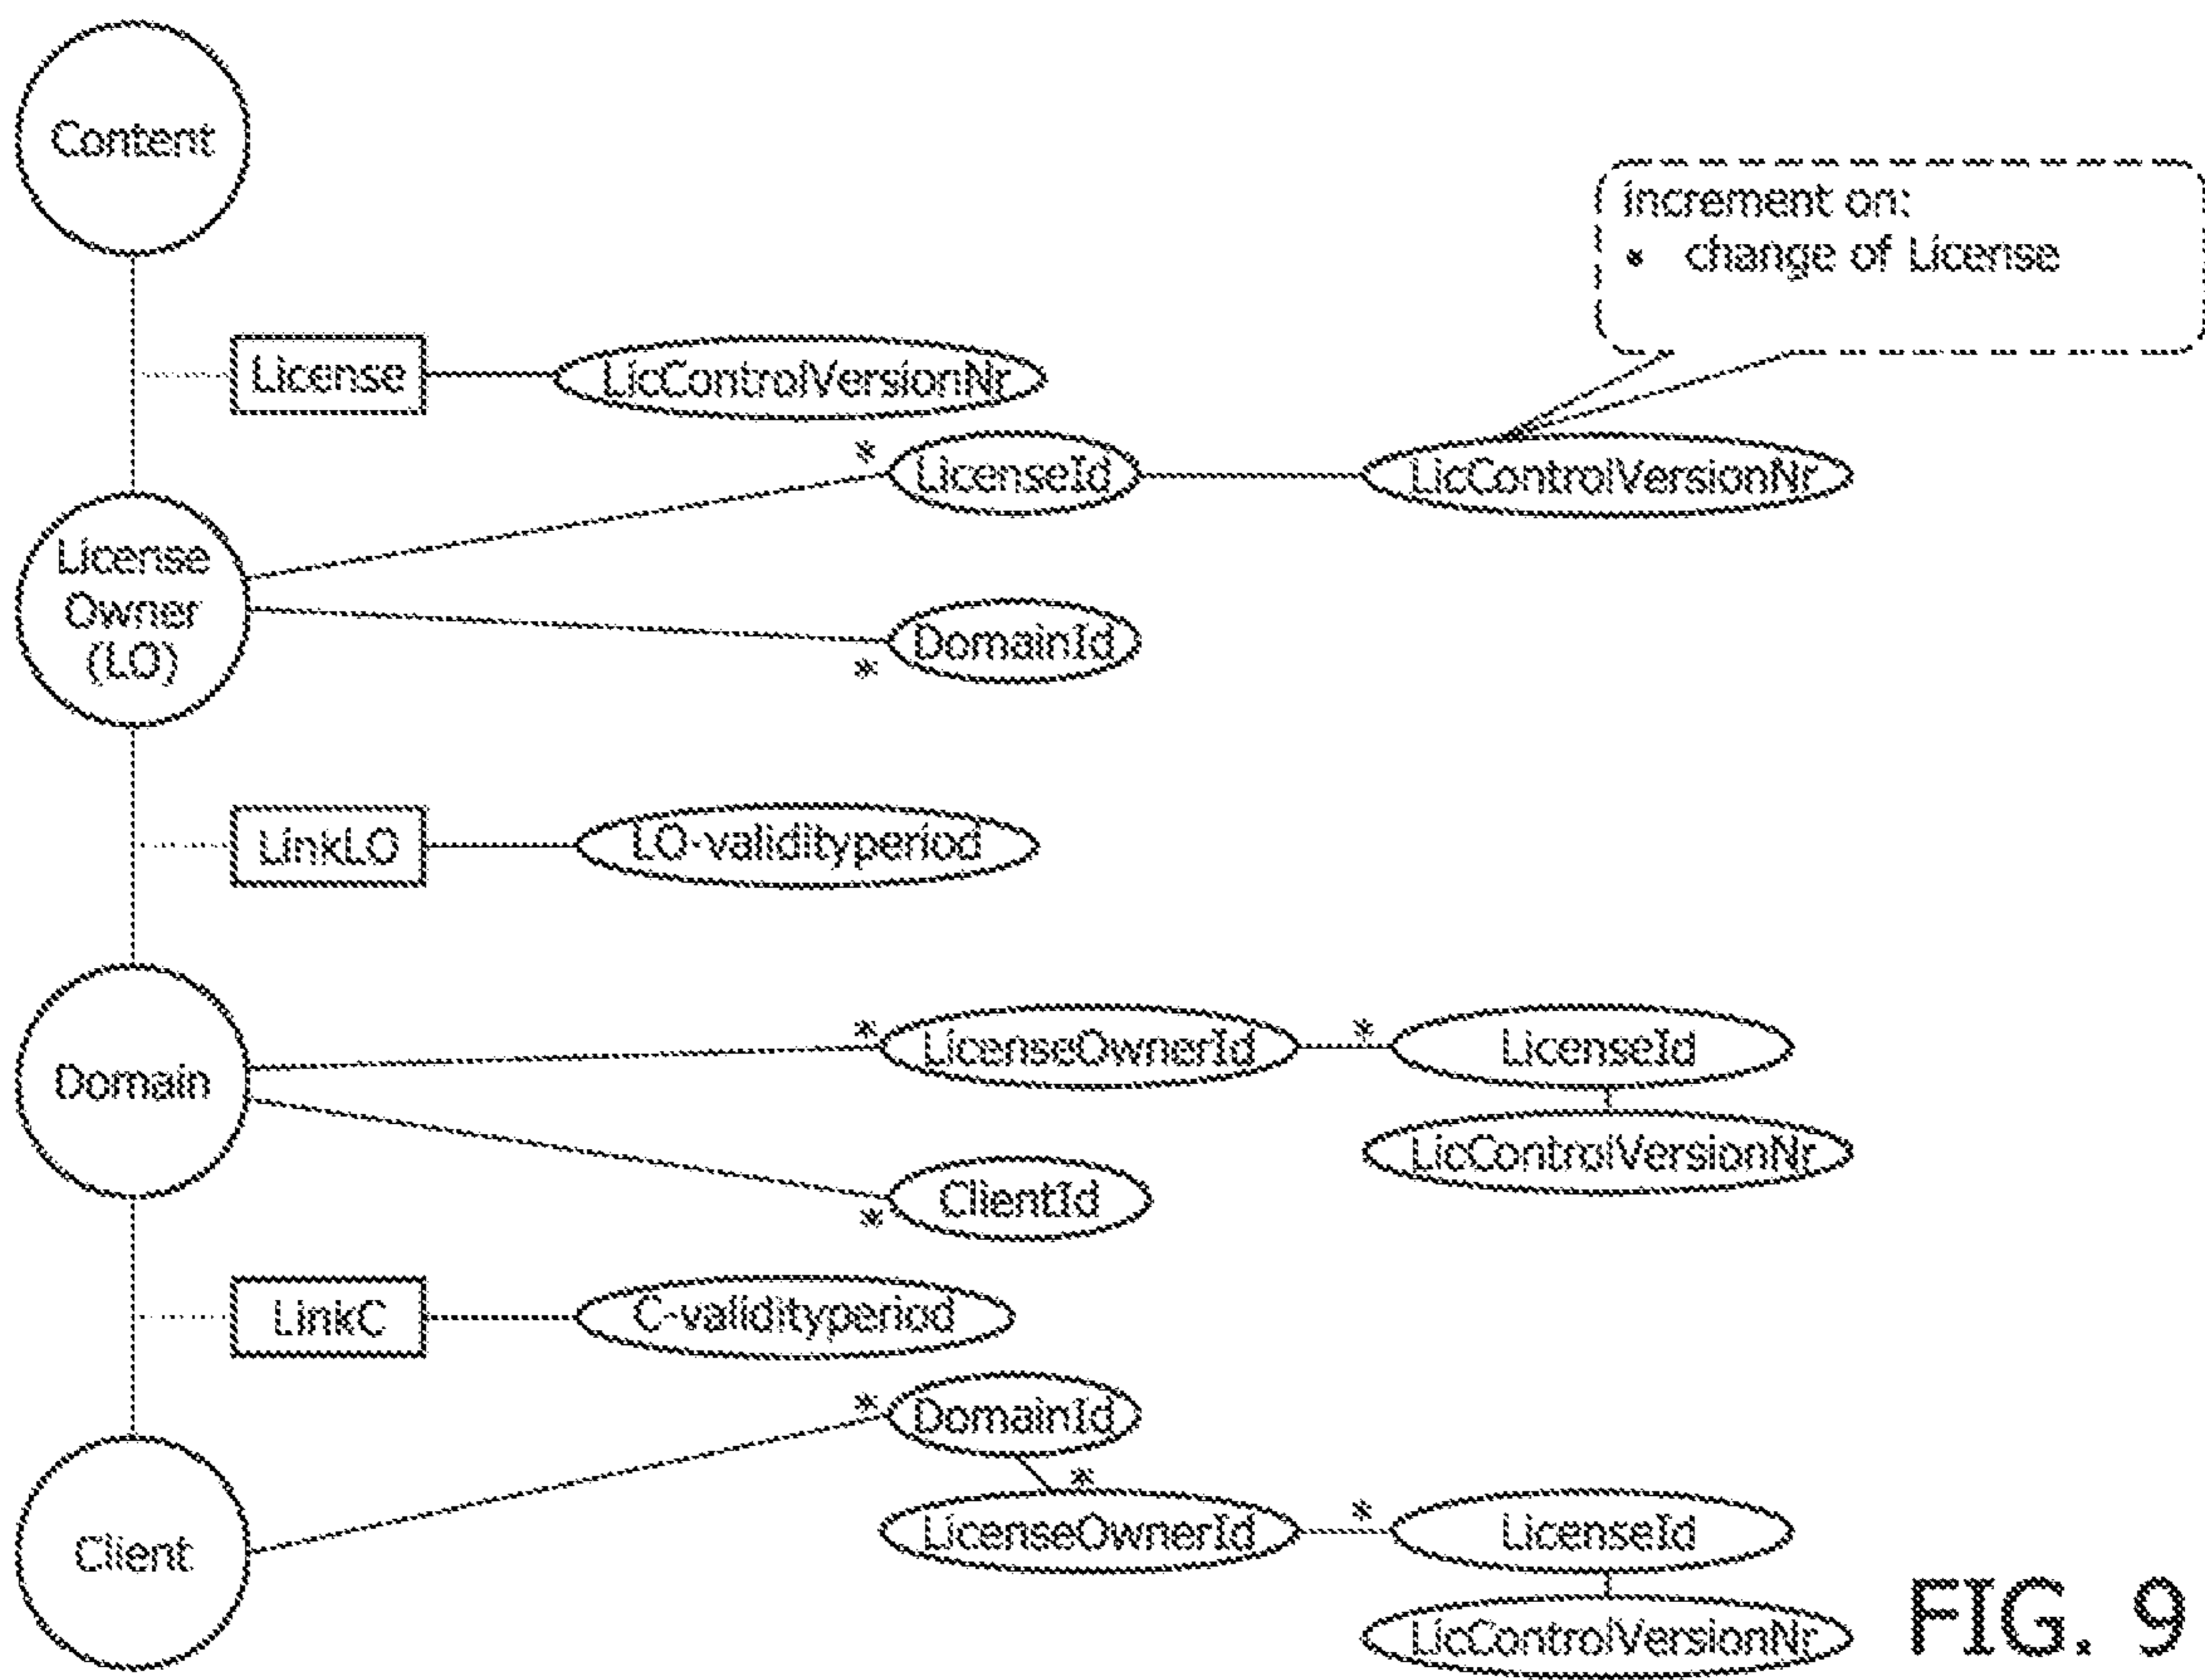 Content
increment on:
* change of License
License
LicControlVersionNr
*
LicenseId
LicControlVersionNr
License
Owner
(LO)
DomainId
*
LinkLO
LO-validityperiod
Domain
*
LicenseOwnerId
*
LicenseId
LicControlVersionNr
ClientId
*
LinkC
C-validityperiod
*
DomainId
*
LicenseOwnerId
*
LicenseId
Client
LicControlVersionNr
FIG. 9